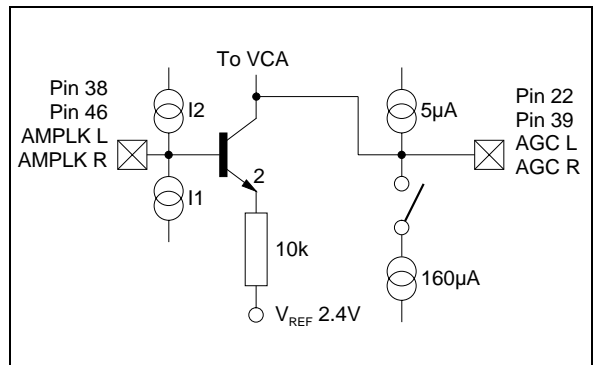 To VCA
Pin 38
Pin 46
AMPLK L
AMPLK R
I2
I1
2
10k
V_REF 2.4V
5µA
160µA
Pin 22
Pin 39
AGC L
AGC R